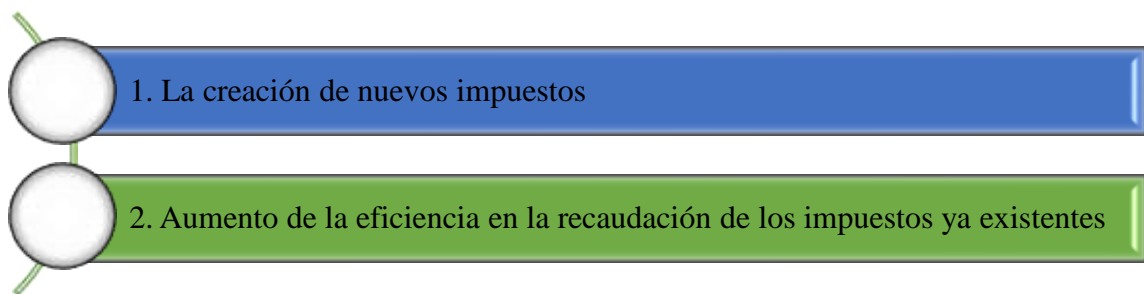 1. La creación de nuevos impuestos
2. Aumento de la eficiencia en la recaudación de los impuestos ya existentes